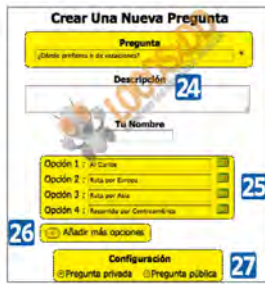 Crear Una Nueva Pregunta
Pregunta
¿Dónde prefieres ir de vacaciones?
Descripción
24
Tu Nombre
Opción 1 : Al Caribe
Opción 2 : Ruta por Europa
Opción 3 : Ruta por Asia
Opción 4 : Recorrido por Centroamérica
25
26
Añadir más opciones
Configuración
27
Pregunta privada Pregunta pública